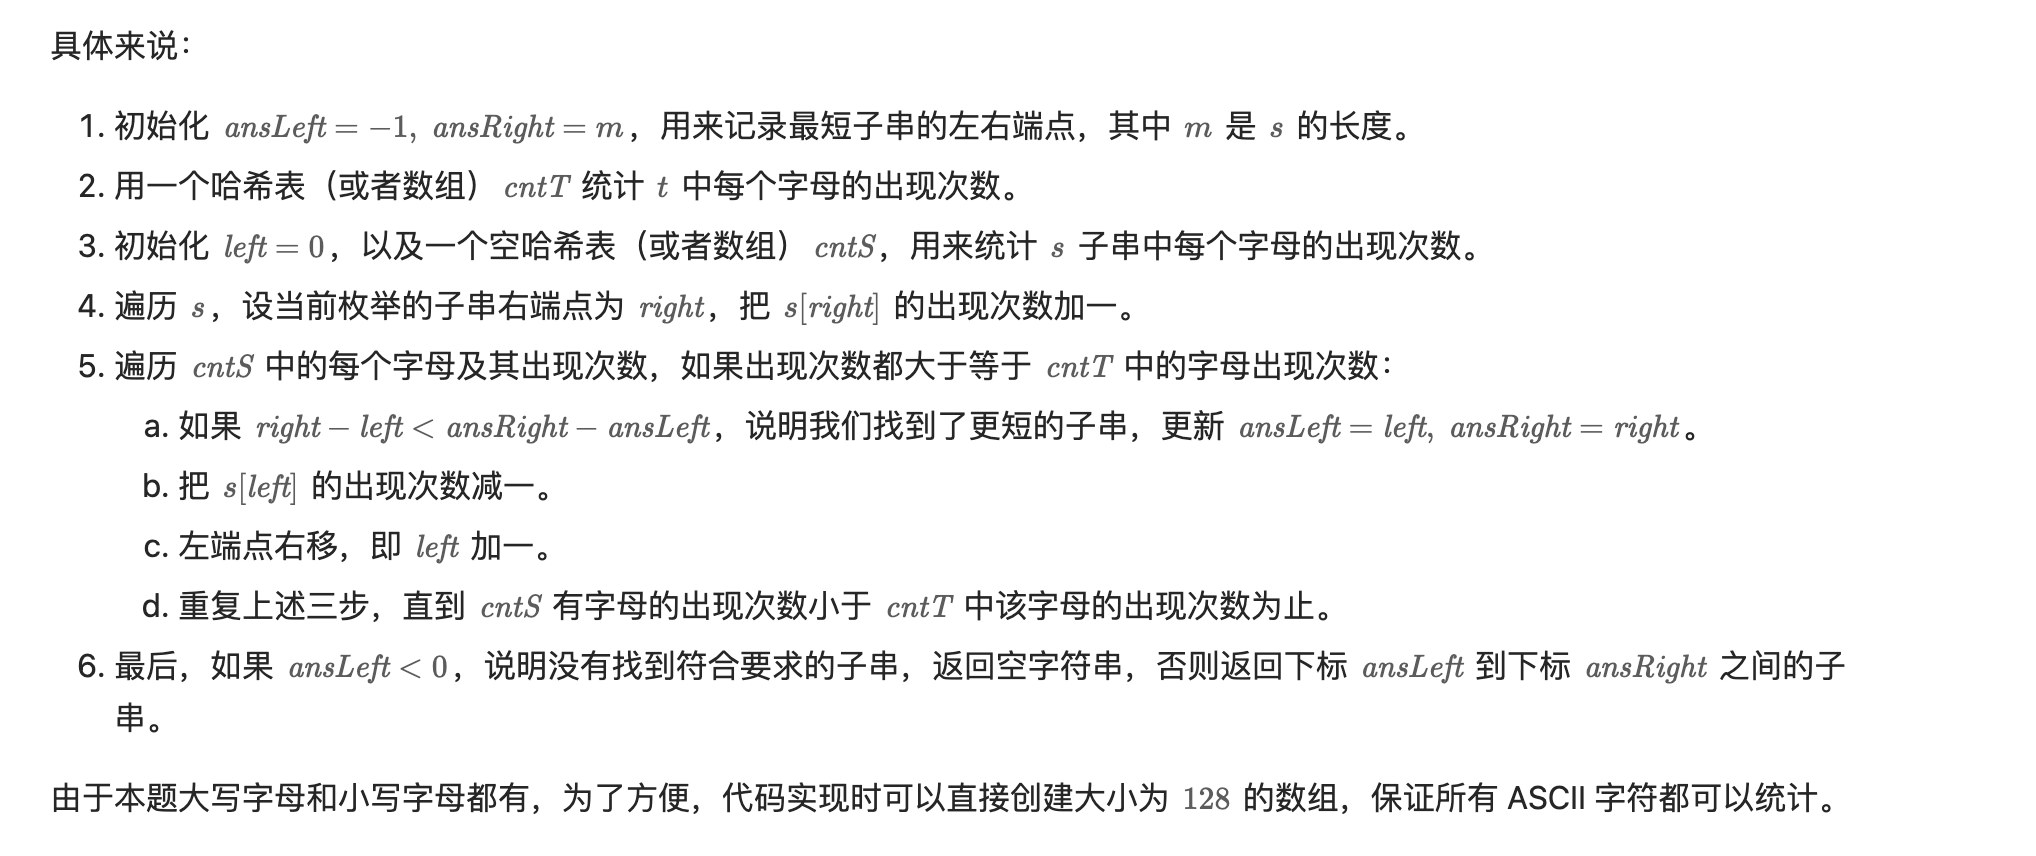 具体来说：
1. 初始化 ansLeft = −1, ansRight = m，用来记录最短子串的左右端点，其中 m 是 s 的长度。
2. 用一个哈希表（或者数组）cntT 统计 t 中每个字母的出现次数。
3. 初始化 left = 0，以及一个空哈希表（或者数组）cntS，用来统计 s 子串中每个字母的出现次数。
4. 遍历 s，设当前枚举的子串右端点为 right，把 s[right] 的出现次数加一。
5. 遍历 cntS 中的每个字母及其出现次数，如果出现次数都大于等于 cntT 中的字母出现次数：
a. 如果 right − left < ansRight − ansLeft，说明我们找到了更短的子串，更新 ansLeft = left, ansRight = right。
b. 把 s[left] 的出现次数减一。
c. 左端点右移，即 left 加一。
d. 重复上述三步，直到 cntS 有字母的出现次数小于 cntT 中该字母的出现次数为止。
6. 最后，如果 ansLeft < 0，说明没有找到符合要求的子串，返回空字符串，否则返回下标 ansLeft 到下标 ansRight 之间的子
串。
由于本题大写字母和小写字母都有，为了方便，代码实现时可以直接创建大小为 128 的数组，保证所有 ASCII 字符都可以统计。